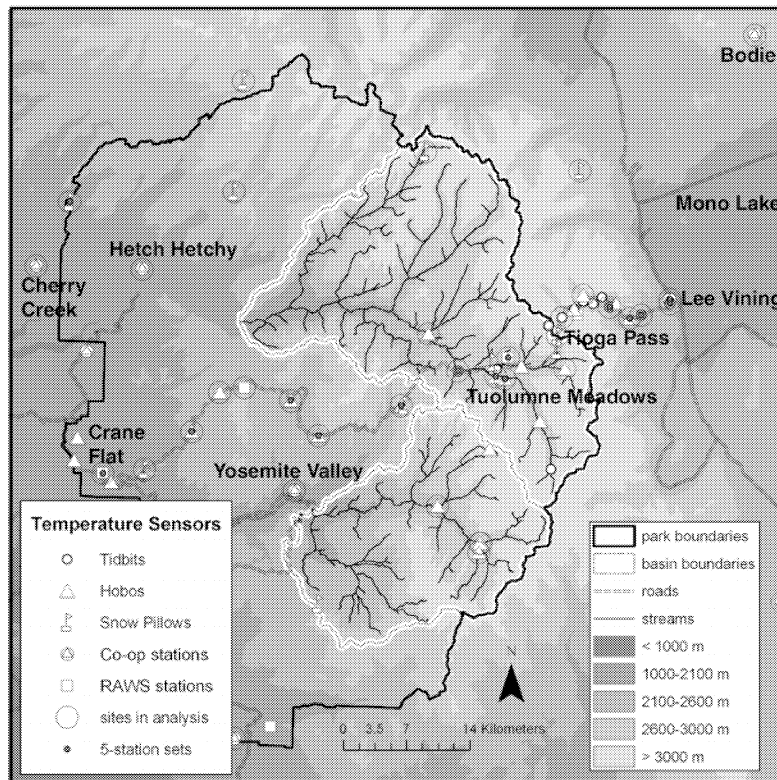 Bodie
Mono Lake
Hetch Hetchy
Cherry
Creek
Lee Vining
Tioga Pass
Tuolumne Meadows
Crane
Flat
Yosemite Valley
Temperature Sensors
Tidbits
Hobos
Snow Pillows
Co-op stations
RAWS stations
sites in analysis
5-station sets
park boundaries
basin boundaries
roads
streams
< 1000 m
1000-2100 m
2100-2600 m
2600-3000 m
> 3000 m
N
0 3.5 7 14 Kilometers